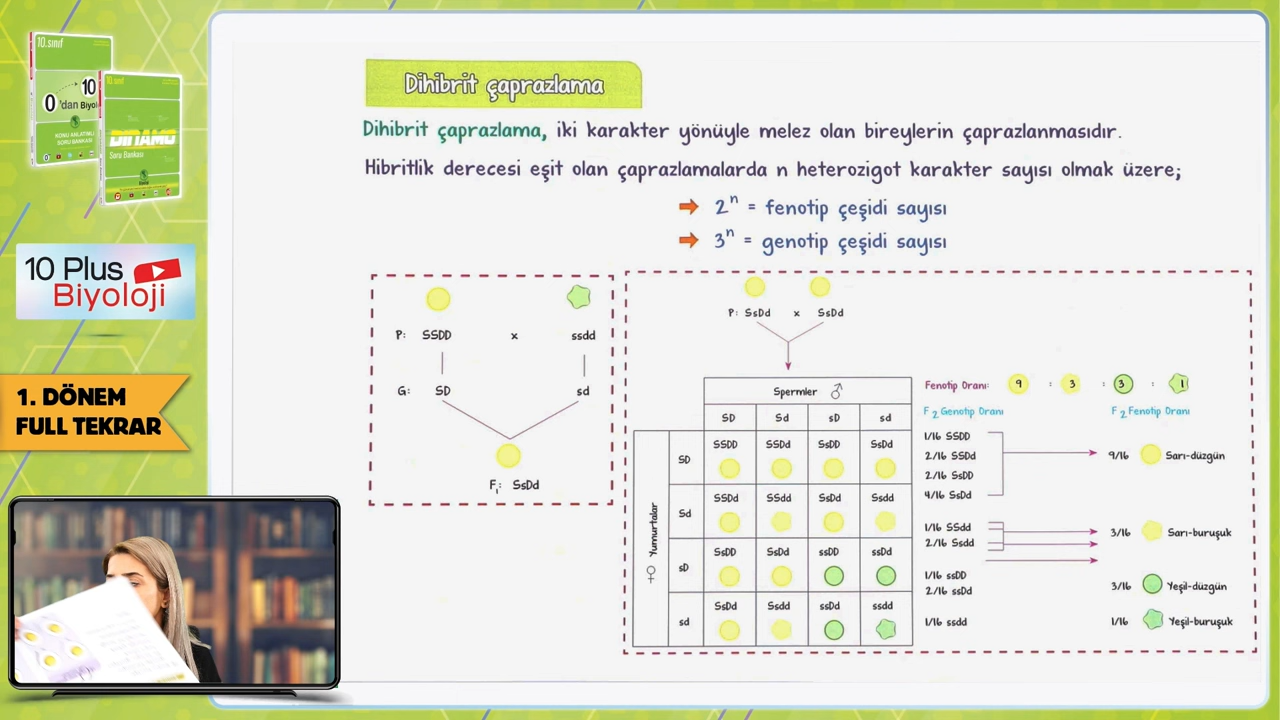 10.sınıf
0 'dan 10
Biyol
KONU ANLATIMLI
SORU BANKASI
10.sınıf
DİNAMO
Soru Bankası
10 Plus
Biyoloji
1. DÖNEM
FULL TEKRAR
Dihibrit çaprazlama
Dihibrit çaprazlama, iki karakter yönüyle melez olan bireylerin çaprazlanmasıdır.
Hibritlik derecesi eşit olan çaprazlamalarda n heterozigot karakter sayısı olmak üzere;
2ⁿ = fenotip çeşidi sayısı
3ⁿ = genotip çeşidi sayısı
P: SSDD x ssdd
G: SD sd
F₁: SsDd
P: SsDd x SsDd
Spermler ♂
SD Sd sD sd
♀ Yumurtalar
SD SSDD SSDd SsDD SsDd
Sd SSDd SSdd SsDd Ssdd
sD SsDD SsDd ssDD ssDd
sd SsDd Ssdd ssDd ssdd
Fenotip Oranı: 9 : 3 : 3 : 1
F₂ Genotip Oranı F₂ Fenotip Oranı
1/16 SSDD
2/16 SSDd
2/16 SsDD
4/16 SsDd
9/16 Sarı-düzgün
1/16 SSdd
2/16 Ssdd
3/16 Sarı-buruşuk
1/16 ssDD
2/16 ssDd
3/16 Yeşil-düzgün
1/16 ssdd
1/16 Yeşil-buruşuk